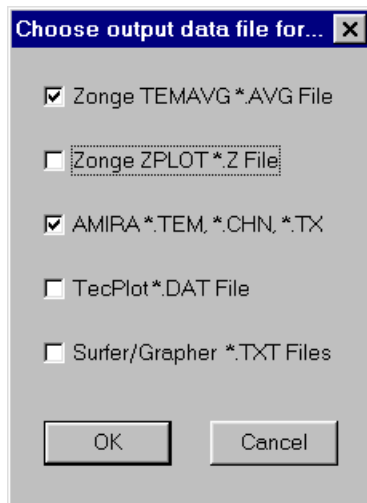 Choose output data file for...
Zonge TEMAVG *.AVG File
Zonge ZPLOT *.Z File
AMIRA *.TEM, *.CHN, *.TX
TecPlot *.DAT File
Surfer/Grapher *.TXT Files
OK
Cancel